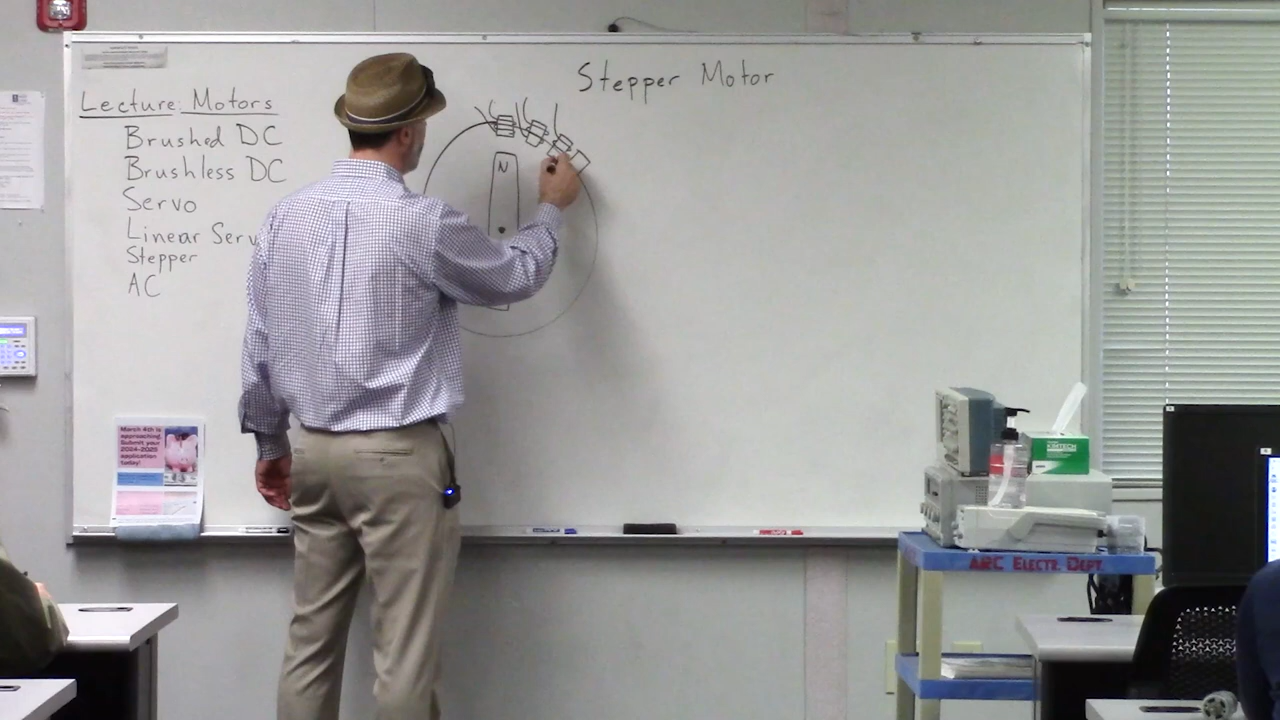 Stepper Motor
Lecture: Motors
Brushed DC
Brushless DC
Servo
Linear Serv
Stepper
AC
N
March 4th is
approaching.
Submit your
2024-2025
application
today!
KIMTECH
ARC Electr. Dept.